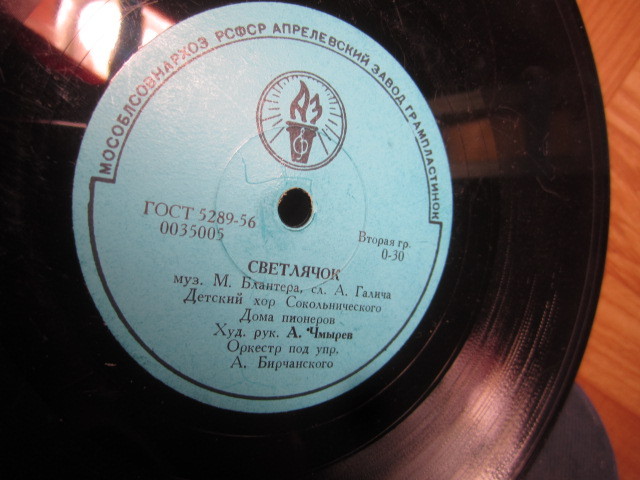 МОСОБЛСОВНАРХОЗ РСФСР АПРЕЛЕВСКИЙ ЗАВОД ГРАМПЛАСТИНОК
АЗ
ГОСТ 5289-56
0035005
Вторая гр.
0-30
СВЕТЛЯЧОК
муз. М. Блантера, сл. А. Галича
Детский хор Сокольнического
Дома пионеров
Худ. рук. А. Чмырев
Оркестр под упр.
А. Бирчанского